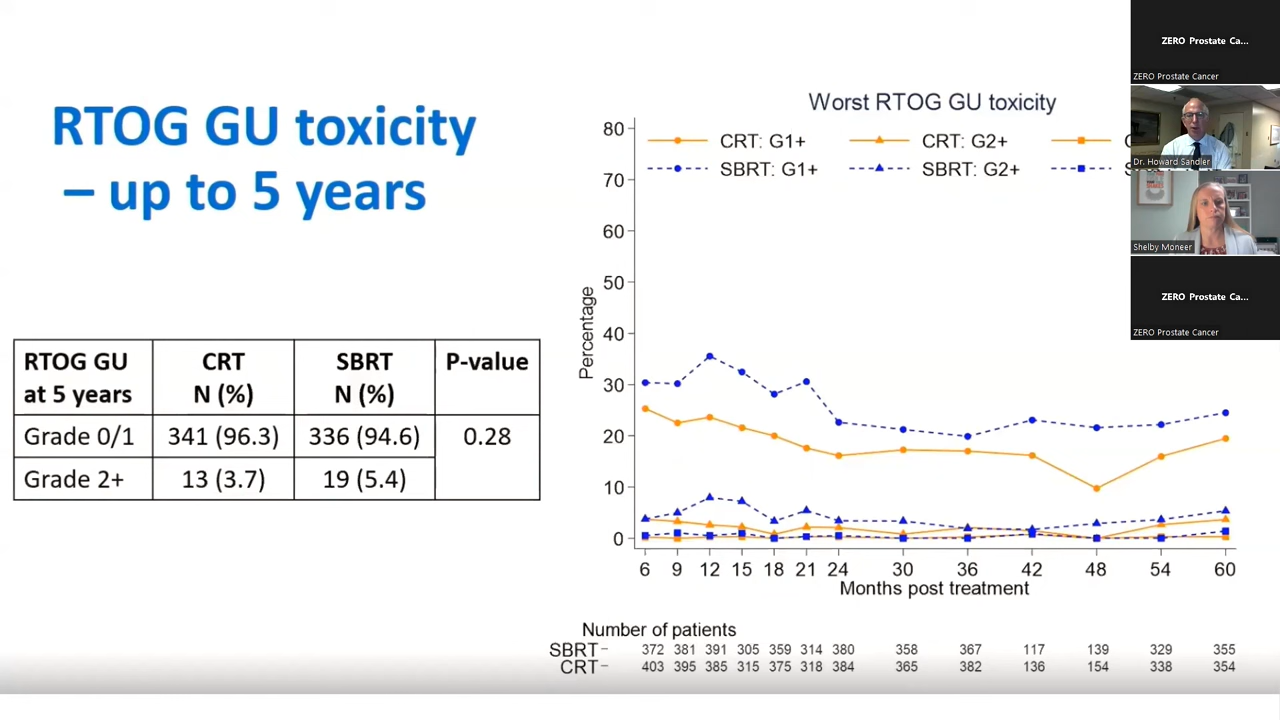 RTOG GU toxicity
– up to 5 years
RTOG GU at 5 years | CRT N (%) | SBRT N (%) | P-value
Grade 0/1 | 341 (96.3) | 336 (94.6) | 0.28
Grade 2+ | 13 (3.7) | 19 (5.4)
Worst RTOG GU toxicity
CRT: G1+ CRT: G2+
SBRT: G1+ SBRT: G2+
Percentage
80
70
60
50
40
30
20
10
0
6 9 12 15 18 21 24 30 36 42 48 54 60
Months post treatment
Number of patients
SBRT 372 381 391 305 359 314 380 358 367 117 139 329 355
CRT 403 395 385 315 375 318 384 365 382 136 154 338 354
ZERO Prostate Ca...
ZERO Prostate Cancer
Dr. Howard Sandler
Shelby Moneer
ZERO Prostate Ca...
ZERO Prostate Cancer